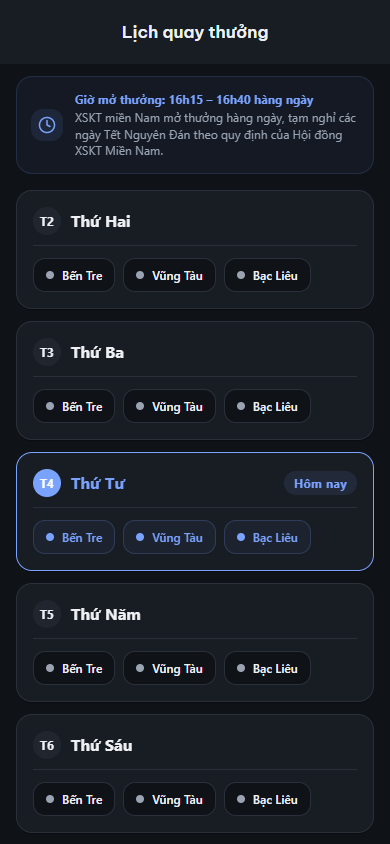 Lịch quay thưởng
Giờ mở thưởng: 16h15 – 16h40 hàng ngày
XSKT miền Nam mở thưởng hàng ngày, tạm nghỉ các
ngày Tết Nguyên Đán theo quy định của Hội đồng
XSKT Miền Nam.
T2 Thứ Hai
Bến Tre Vũng Tàu Bạc Liêu
T3 Thứ Ba
Bến Tre Vũng Tàu Bạc Liêu
T4 Thứ Tư Hôm nay
Bến Tre Vũng Tàu Bạc Liêu
T5 Thứ Năm
Bến Tre Vũng Tàu Bạc Liêu
T6 Thứ Sáu
Bến Tre Vũng Tàu Bạc Liêu